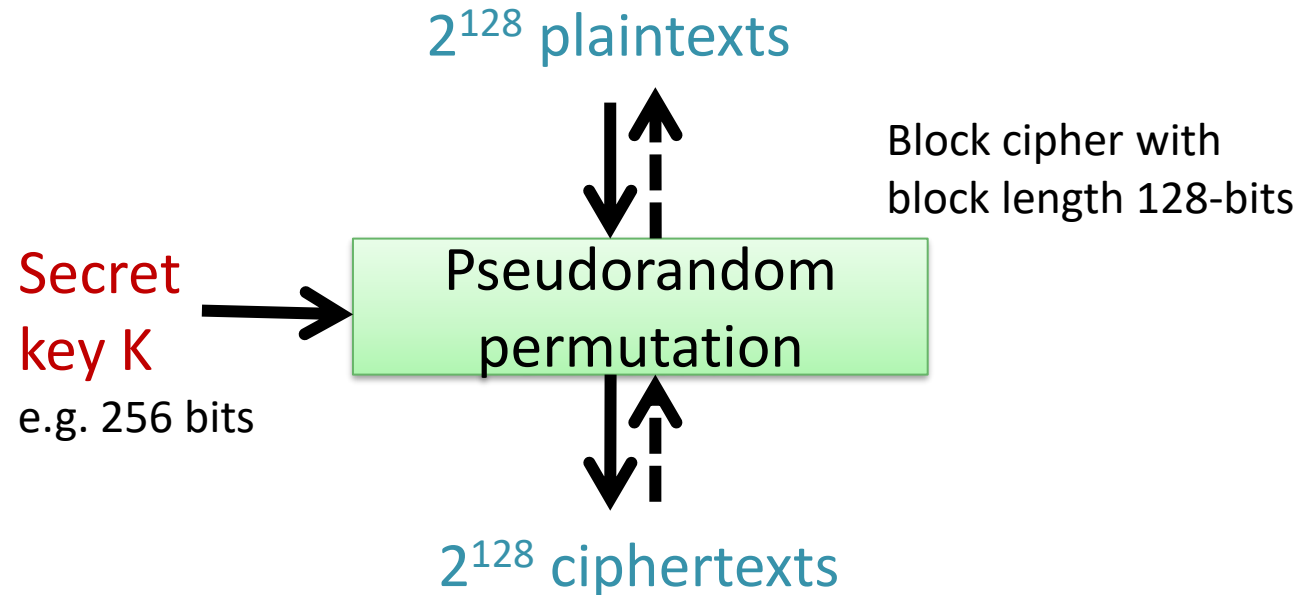 2¹²⁸ plaintexts
Block cipher with
block length 128-bits
Secret
key K
e.g. 256 bits
Pseudorandom
permutation
2¹²⁸ ciphertexts